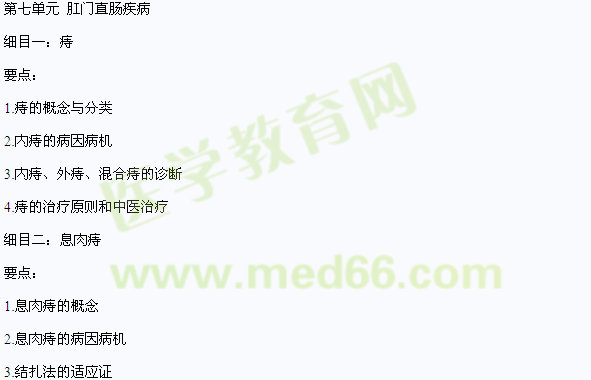 第七单元 肛门直肠疾病
细目一：痔
要点：
1.痔的概念与分类
2.内痔的病因病机
3.内痔、外痔、混合痔的诊断
4.痔的治疗原则和中医治疗
细目二：息肉痔
要点：
1.息肉痔的概念
2.息肉痔的病因病机
3.结扎法的适应证
医学教育网
www.med66.com